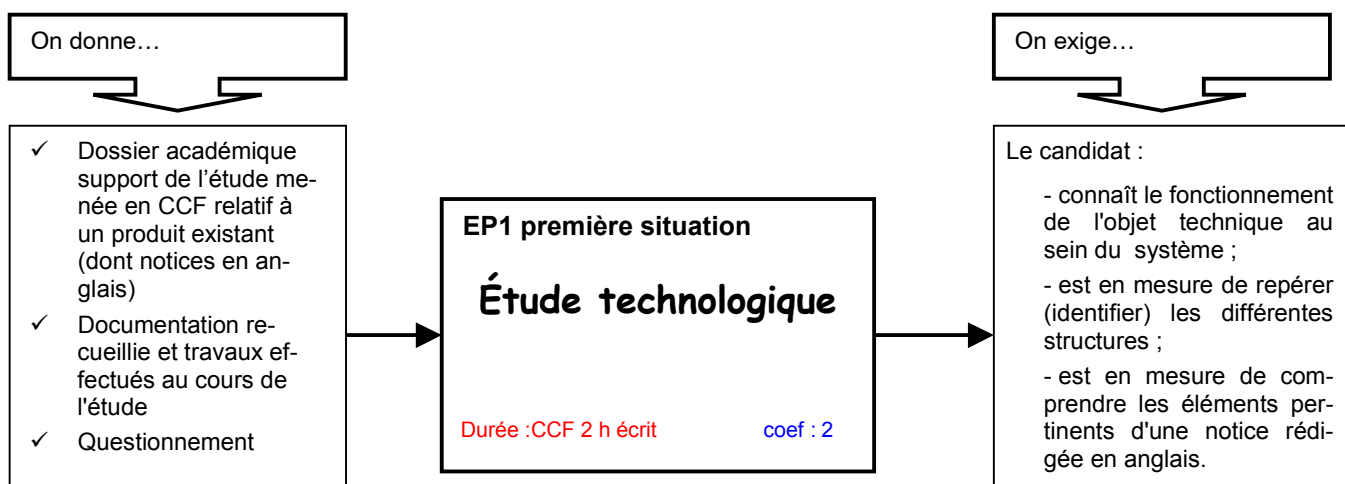 On donne…
✓ Dossier académique
support de l'étude me-
née en CCF relatif à
un produit existant
(dont notices en an-
glais)
✓ Documentation re-
cueillie et travaux ef-
fectués au cours de
l'étude
✓ Questionnement
EP1 première situation
Étude technologique
Durée :CCF 2 h écrit coef : 2
On exige…
Le candidat :
- connaît le fonctionnement
de l'objet technique au
sein du système ;
- est en mesure de repérer
(identifier) les différentes
structures ;
- est en mesure de com-
prendre les éléments per-
tinents d'une notice rédi-
gée en anglais.